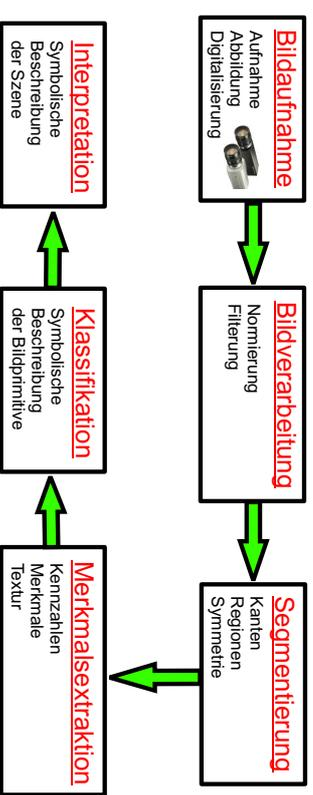 Bildaufnahme
Aufnahme
Abbildung
Digitalisierung
Bildverarbeitung
Normierung
Filterung
Segmentierung
Kanten
Regionen
Symmetrie
Merkmalsextraktion
Kennzahlen
Merkmale
Textur
Klassifikation
Symbolische
Beschreibung
der Bildprimitive
Interpretation
Symbolische
Beschreibung
der Szene